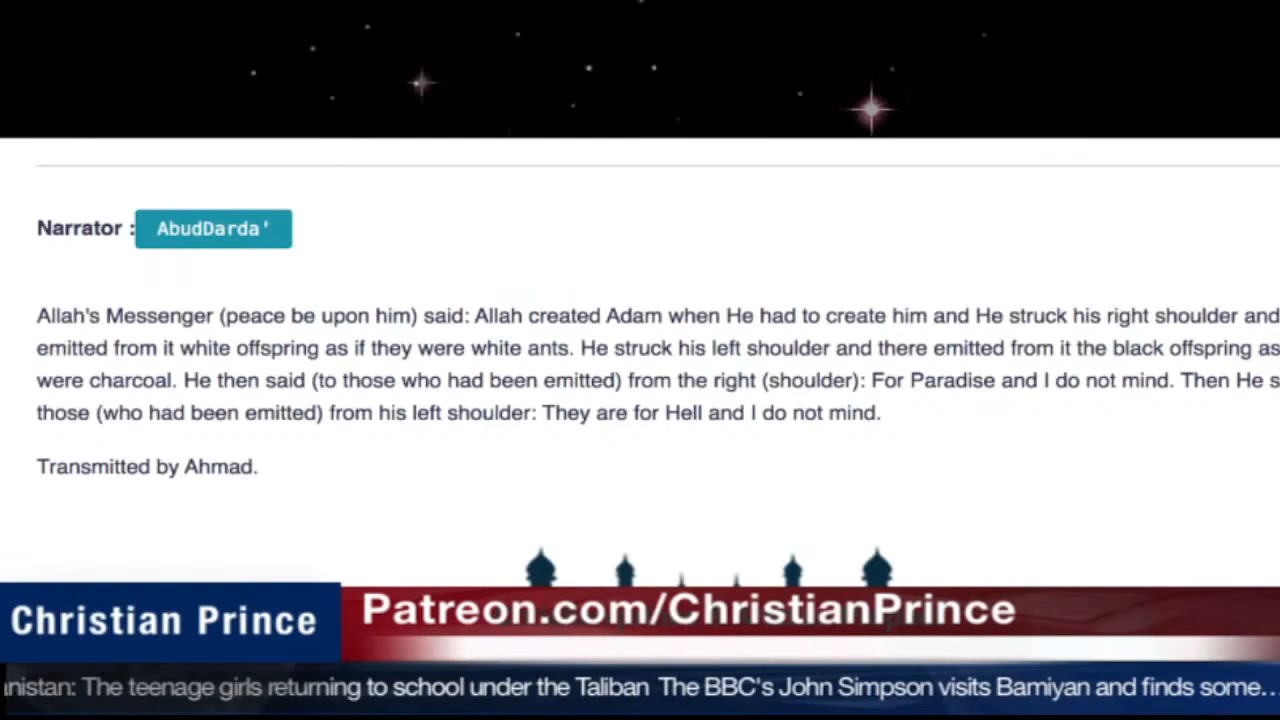 Narrator : AbudDarda'
Allah's Messenger (peace be upon him) said: Allah created Adam when He had to create him and He struck his right shoulder and
emitted from it white offspring as if they were white ants. He struck his left shoulder and there emitted from it the black offspring as
were charcoal. He then said (to those who had been emitted) from the right (shoulder): For Paradise and I do not mind. Then He s
those (who had been emitted) from his left shoulder: They are for Hell and I do not mind.
Transmitted by Ahmad.
Christian Prince
Patreon.com/ChristianPrince
nistan: The teenage girls returning to school under the Taliban The BBC's John Simpson visits Bamiyan and finds some...